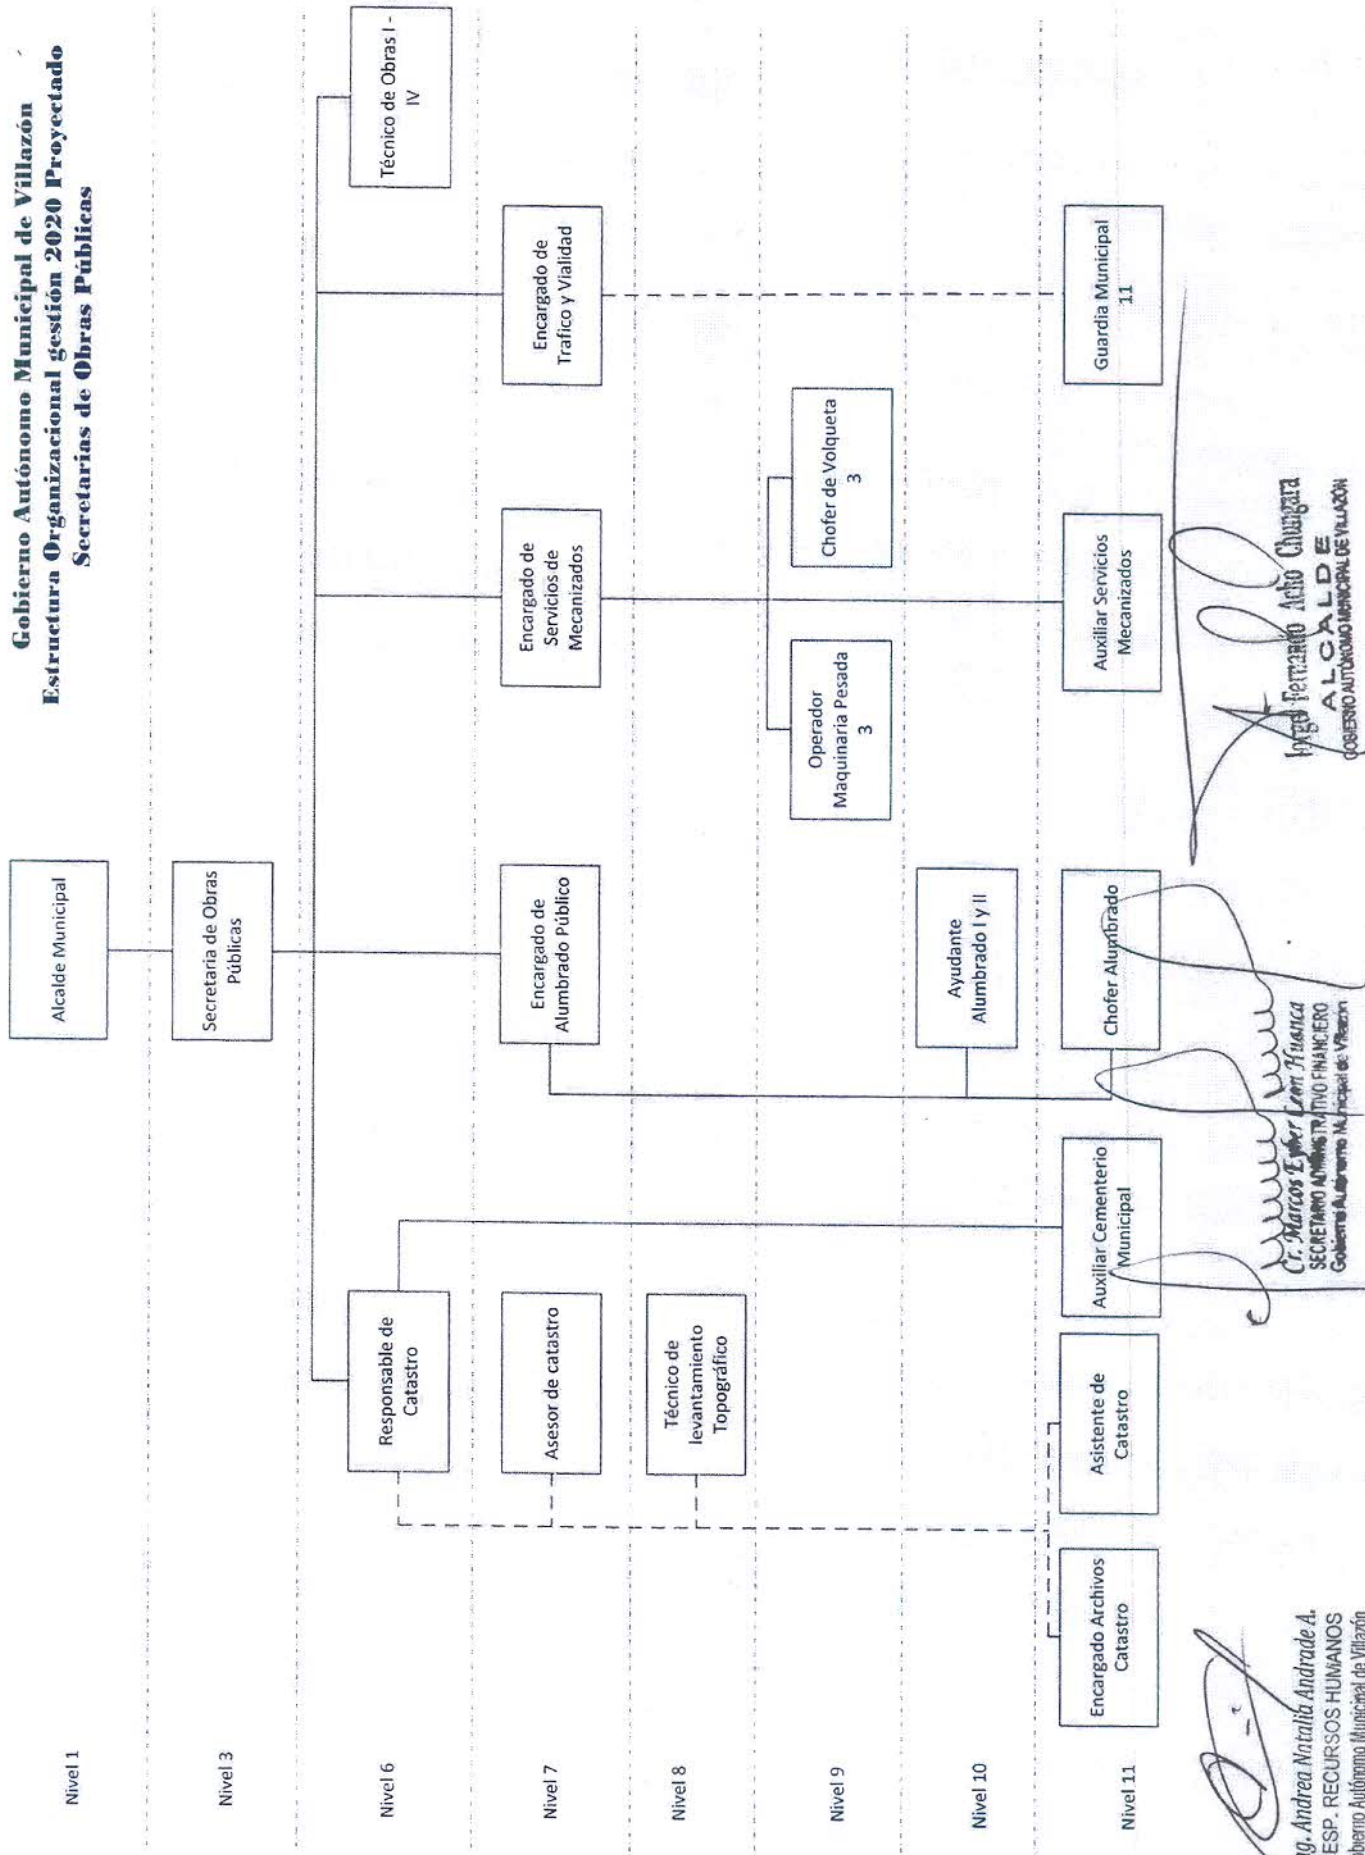 Gobierno Autónomo Municipal de Villazón
Estructura Organizacional gestión 2020 Proyectado
Secretarias de Obras Públicas
Nivel 1
Alcalde Municipal
Nivel 3
Secretaria de Obras
Públicas
Nivel 6
Responsable de
Catastro
Técnico de Obras I -
IV
Nivel 7
Asesor de catastro
Encargado de
Alumbrado Público
Encargado de
Servicios de
Mecanizados
Encargado de
Trafico y Vialidad
Nivel 8
Técnico de
levantamiento
Topográfico
Nivel 9
Operador
Maquinaria Pesada
3
Chofer de Volqueta
3
Nivel 10
Ayudante
Alumbrado I y II
Nivel 11
Encargado Archivos
Catastro
Asistente de
Catastro
Auxiliar Cementerio
Municipal
Chofer Alumbrado
Auxiliar Servicios
Mecanizados
Guardia Municipal
11
Andrea Natalia Andrade A.
ESP. RECURSOS HUMANOS
Autónomo Municipal de Villazón
Cr. Marcos Leon Huanca
SECRETARIO ADMINISTRATIVO FINANCIERO
Gobierno Autónomo Municipal de Villazón
Jorge Fernando Acho Chungara
ALCALDE
GOBIERNO AUTÓNOMO MUNICIPAL DE VILLAZON